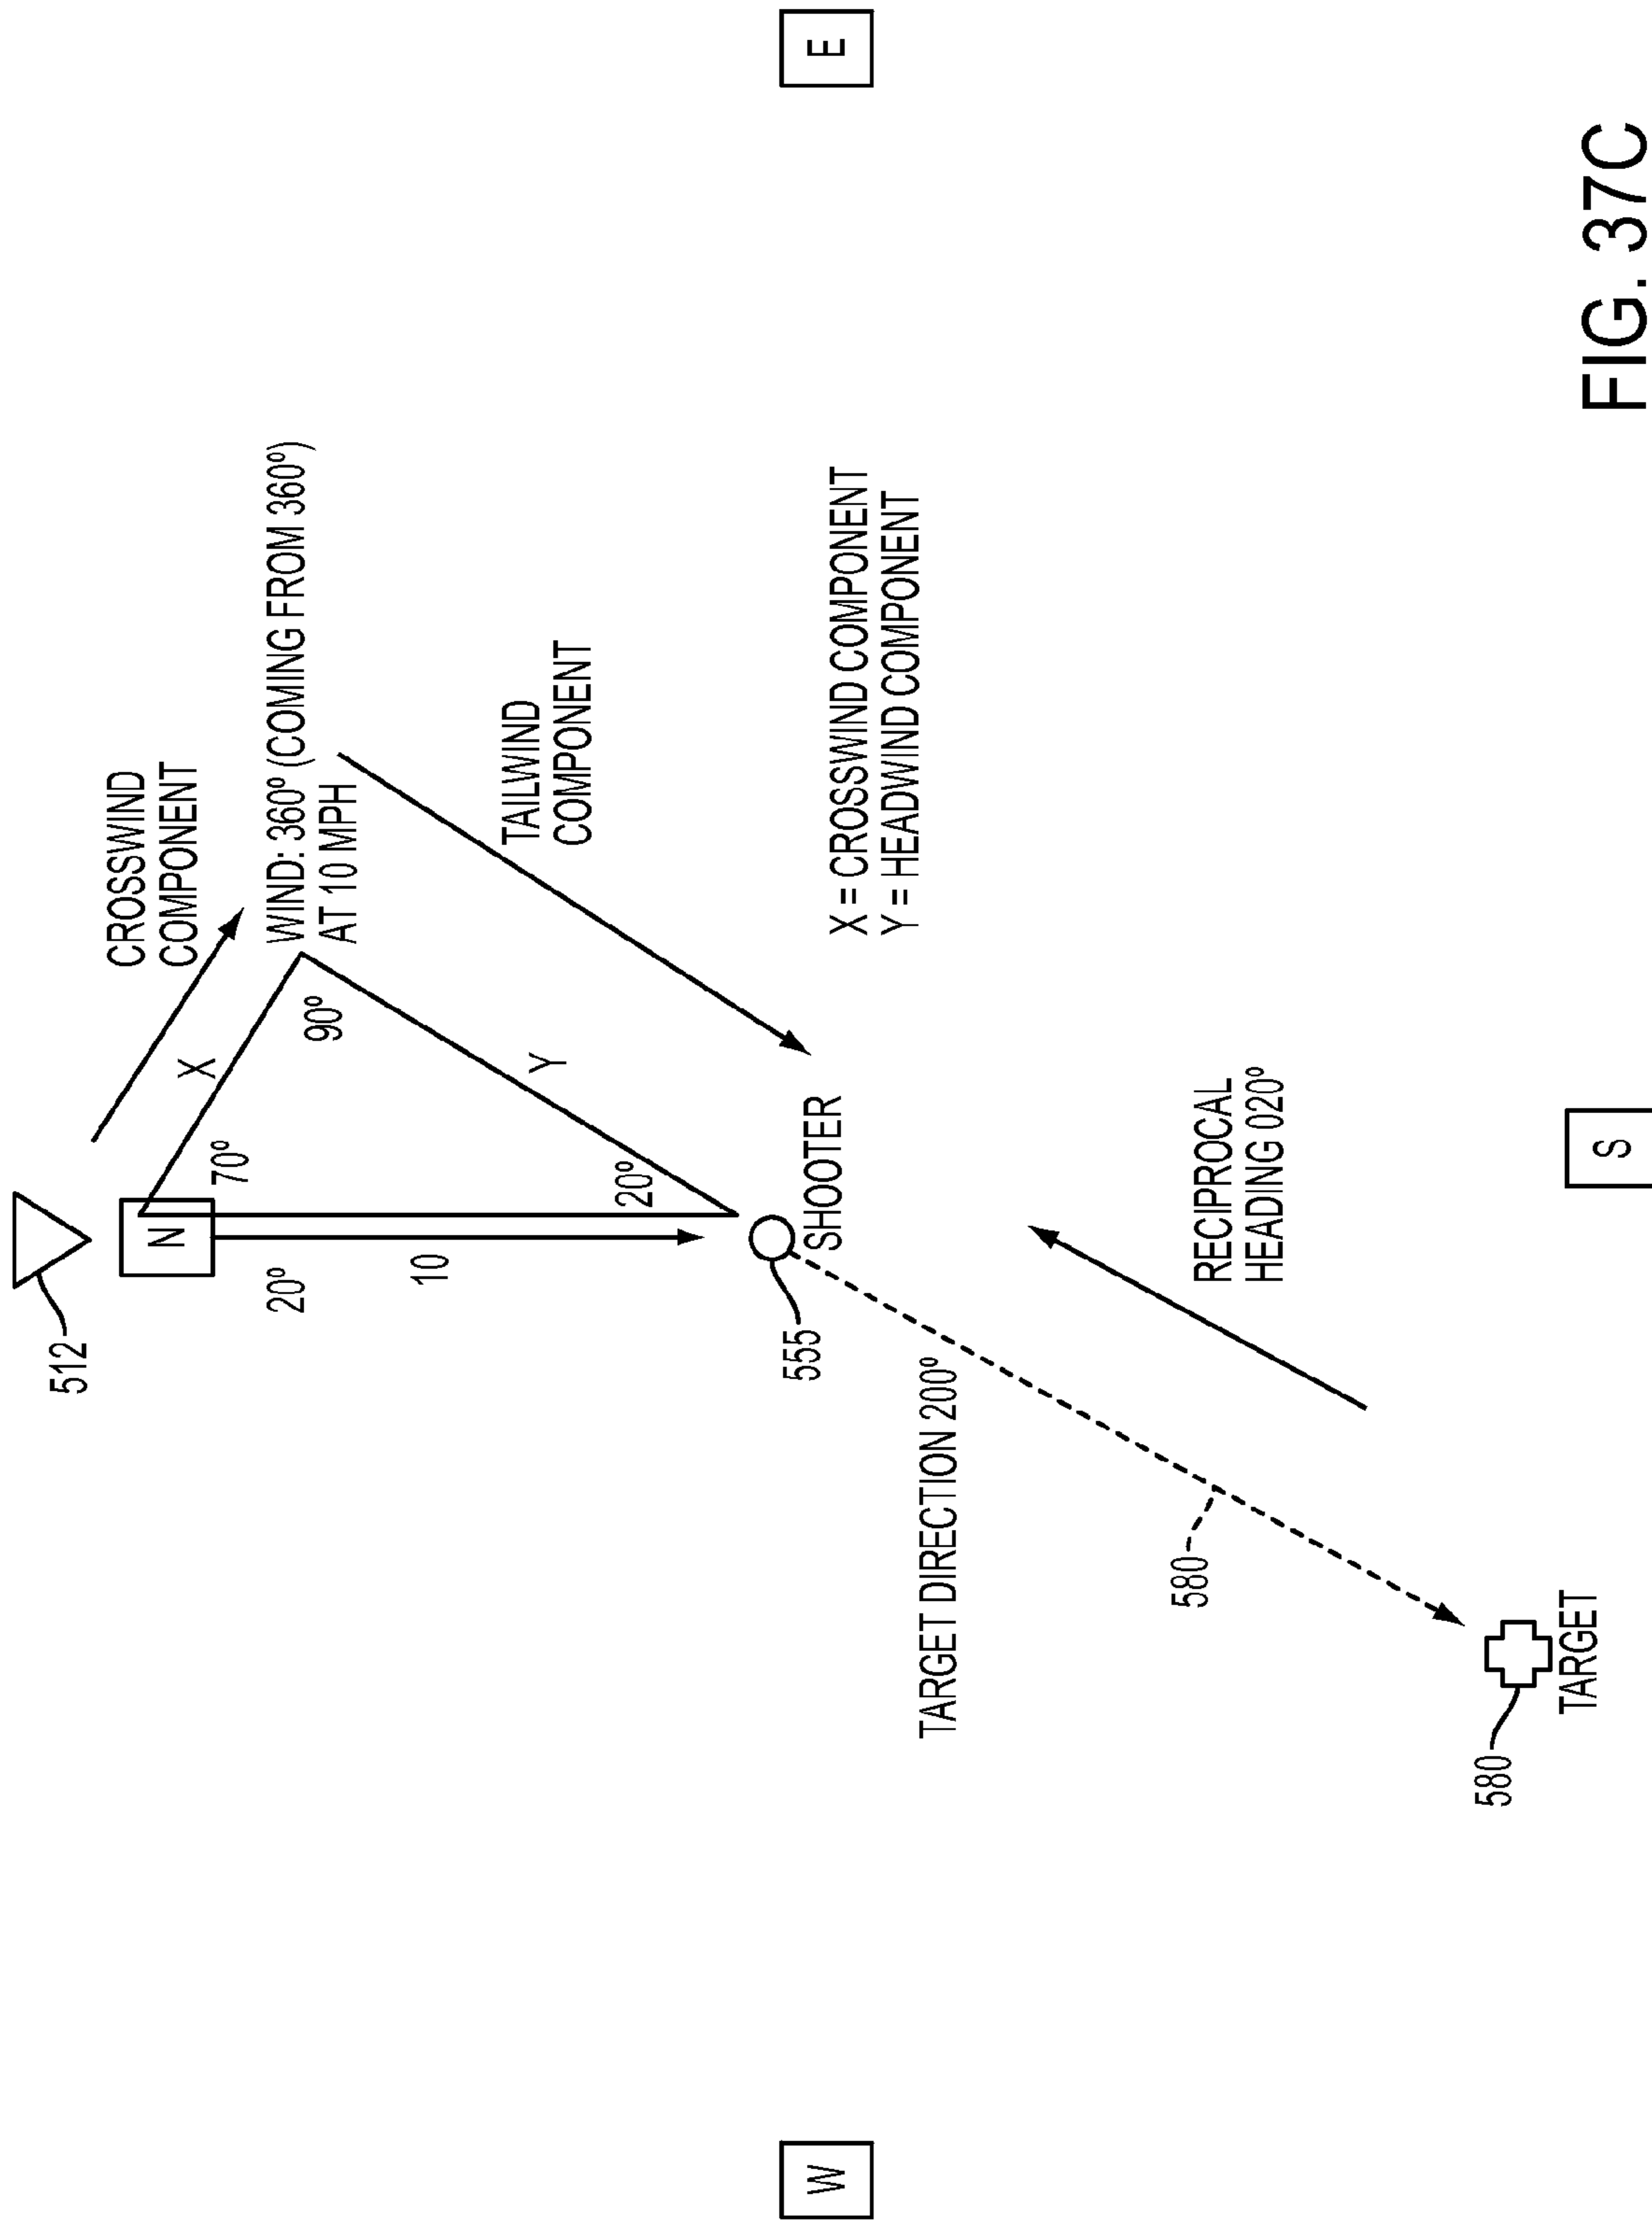 512
N
CROSSWIND
COMPONENT
X
70°
20°
WIND: 360° (COMING FROM 360°)
AT 10 MPH
90°
10
Y
TAILWIND
COMPONENT
20°
555
SHOOTER
W
E
X = CROSSWIND COMPONENT
Y = HEADWIND COMPONENT
TARGET DIRECTION 200°
580
RECIPROCAL
HEADING 020°
580
TARGET
S
FIG. 37C